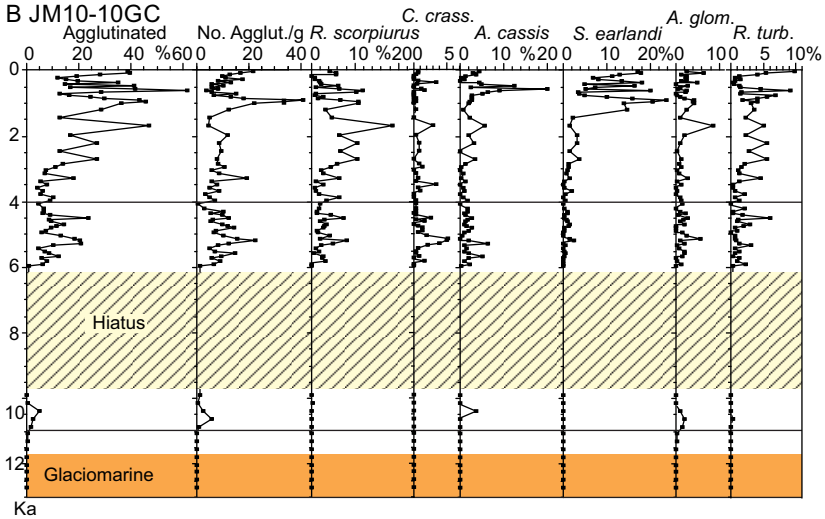 B JM10-10GC
C. crass.
A. glom.
Agglutinated No. Agglut./g R. scorpiurus A. cassis S. earlandi R. turb.
0 20 40 %60 0 20 40 0 10 %20 0 5 0 10 %20 0 10 20% 0 10 0 5 10%
0
2
4
6
Hiatus
8
10
12
Glaciomarine
Ka